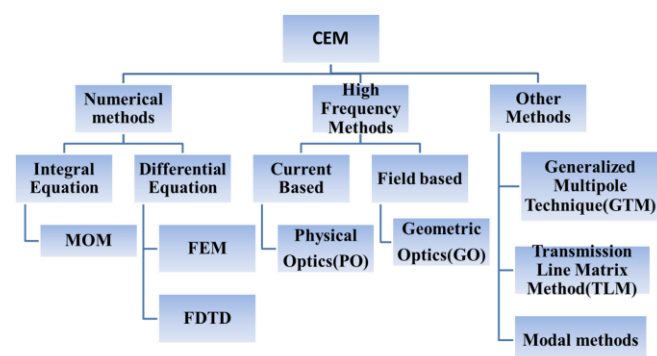 CEM
Numerical
methods
High
Frequency
Methods
Other
Methods
Integral
Equation
Differential
Equation
Current
Based
Field based
Generalized
Multipole
Technique(GTM)
MOM
FEM
Physical
Optics(PO)
Geometric
Optics(GO)
Transmission
Line Matrix
Method(TLM)
FDTD
Modal methods